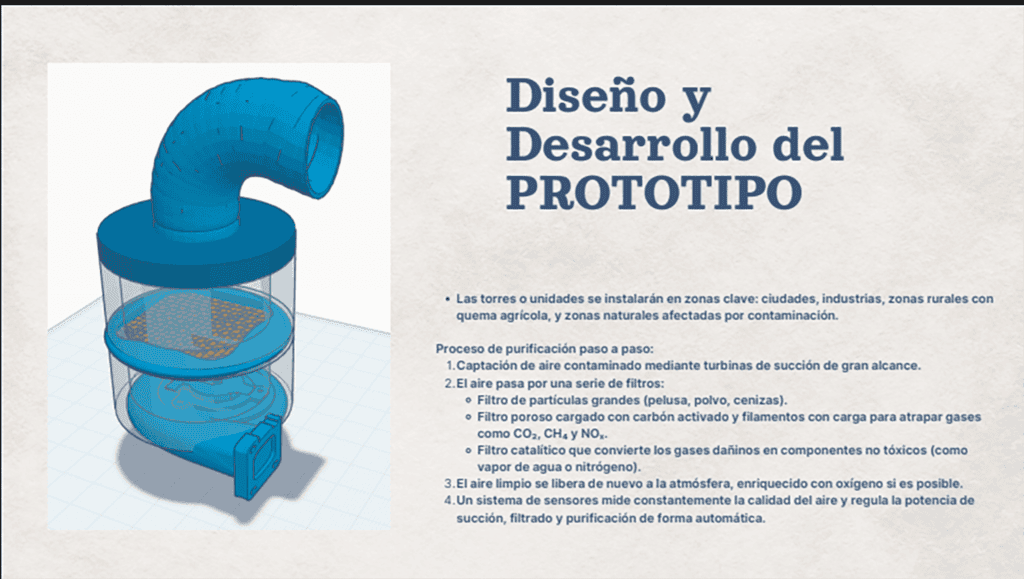 Diseño y
Desarrollo del
PROTOTIPO
• Las torres o unidades se instalarán en zonas clave: ciudades, industrias, zonas rurales con
quema agrícola, y zonas naturales afectadas por contaminación.
Proceso de purificación paso a paso:
1. Captación de aire contaminado mediante turbinas de succión de gran alcance.
2. El aire pasa por una serie de filtros:
◦ Filtro de partículas grandes (pelusa, polvo, cenizas).
◦ Filtro poroso cargado con carbón activado y filamentos con carga para atrapar gases
como CO₂, CH₄ y NOₓ.
◦ Filtro catalítico que convierte los gases dañinos en componentes no tóxicos (como
vapor de agua o nitrógeno).
3. El aire limpio se libera de nuevo a la atmósfera, enriquecido con oxígeno si es posible.
4. Un sistema de sensores mide constantemente la calidad del aire y regula la potencia de
succión, filtrado y purificación de forma automática.